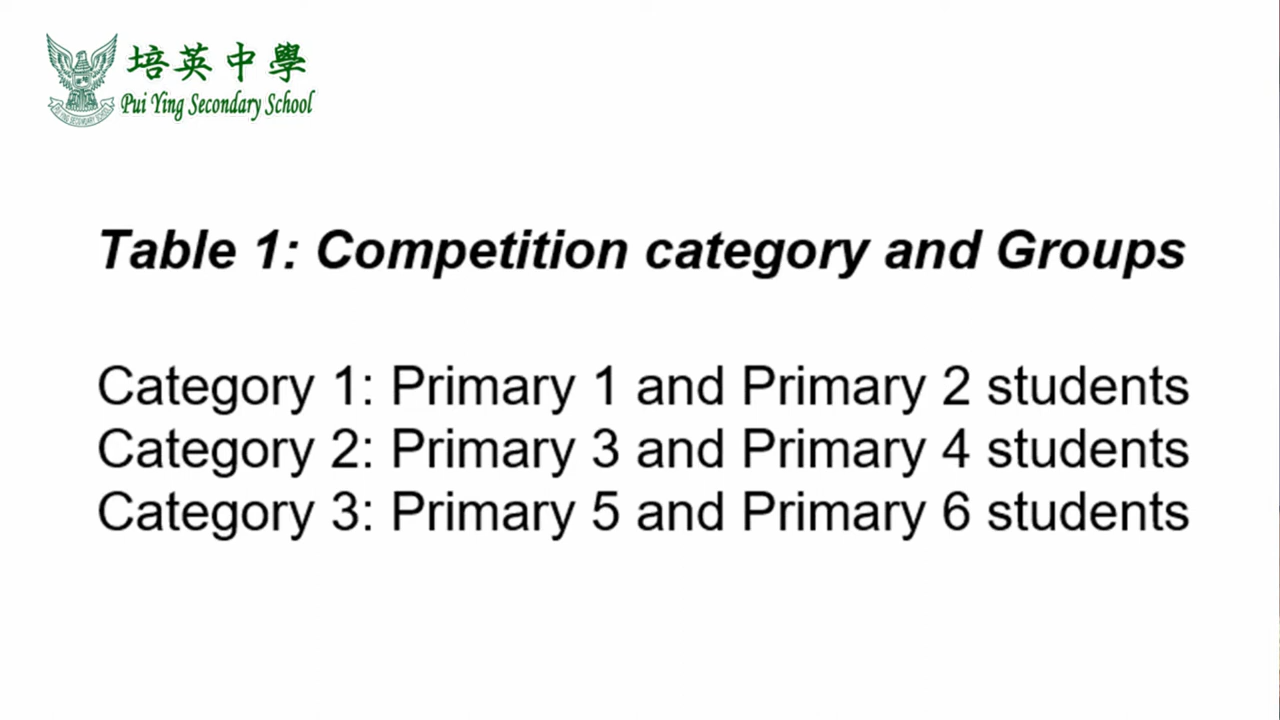 培英中學
Pui Ying Secondary School
Table 1: Competition category and Groups
Category 1: Primary 1 and Primary 2 students
Category 2: Primary 3 and Primary 4 students
Category 3: Primary 5 and Primary 6 students